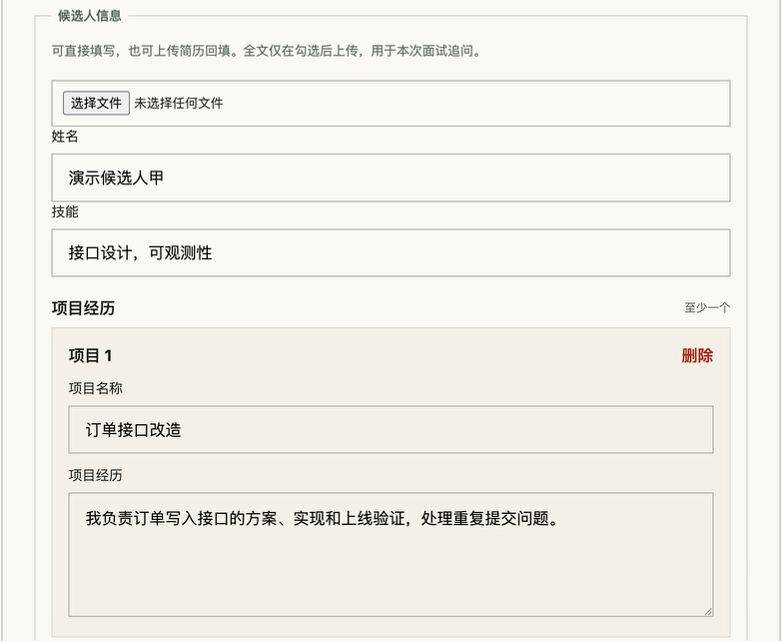 候选人信息
可直接填写，也可上传简历回填。全文仅在勾选后上传，用于本次面试追问。
选择文件 未选择任何文件
姓名
演示候选人甲
技能
接口设计，可观测性
项目经历 至少一个
项目 1 删除
项目名称
订单接口改造
项目经历
我负责订单写入接口的方案、实现和上线验证，处理重复提交问题。